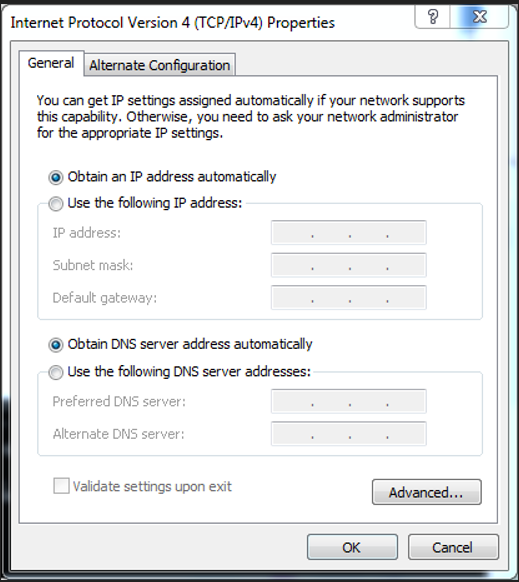 Internet Protocol Version 4 (TCP/IPv4) Properties
?
General
Alternate Configuration
You can get IP settings assigned automatically if your network supports
this capability. Otherwise, you need to ask your network administrator
for the appropriate IP settings.
Obtain an IP address automatically
Use the following IP address:
IP address: . . .
Subnet mask: . . .
Default gateway: . . .
Obtain DNS server address automatically
Use the following DNS server addresses:
Preferred DNS server: . . .
Alternate DNS server: . . .
Validate settings upon exit
Advanced...
OK
Cancel